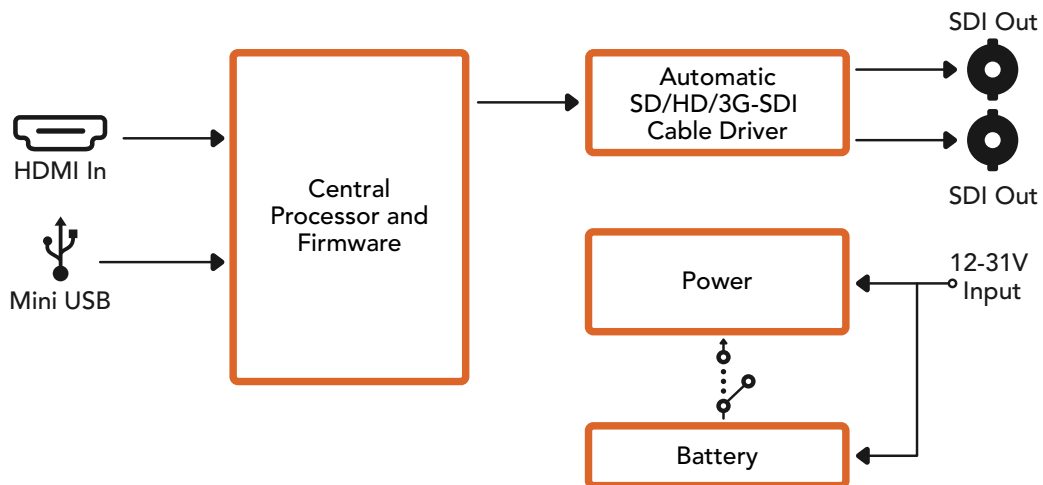 SDI Out
Automatic
SD/HD/3G-SDI
Cable Driver
HDMI In
Central
Processor and
Firmware
SDI Out
Mini USB
Power
12-31V
Input
Battery